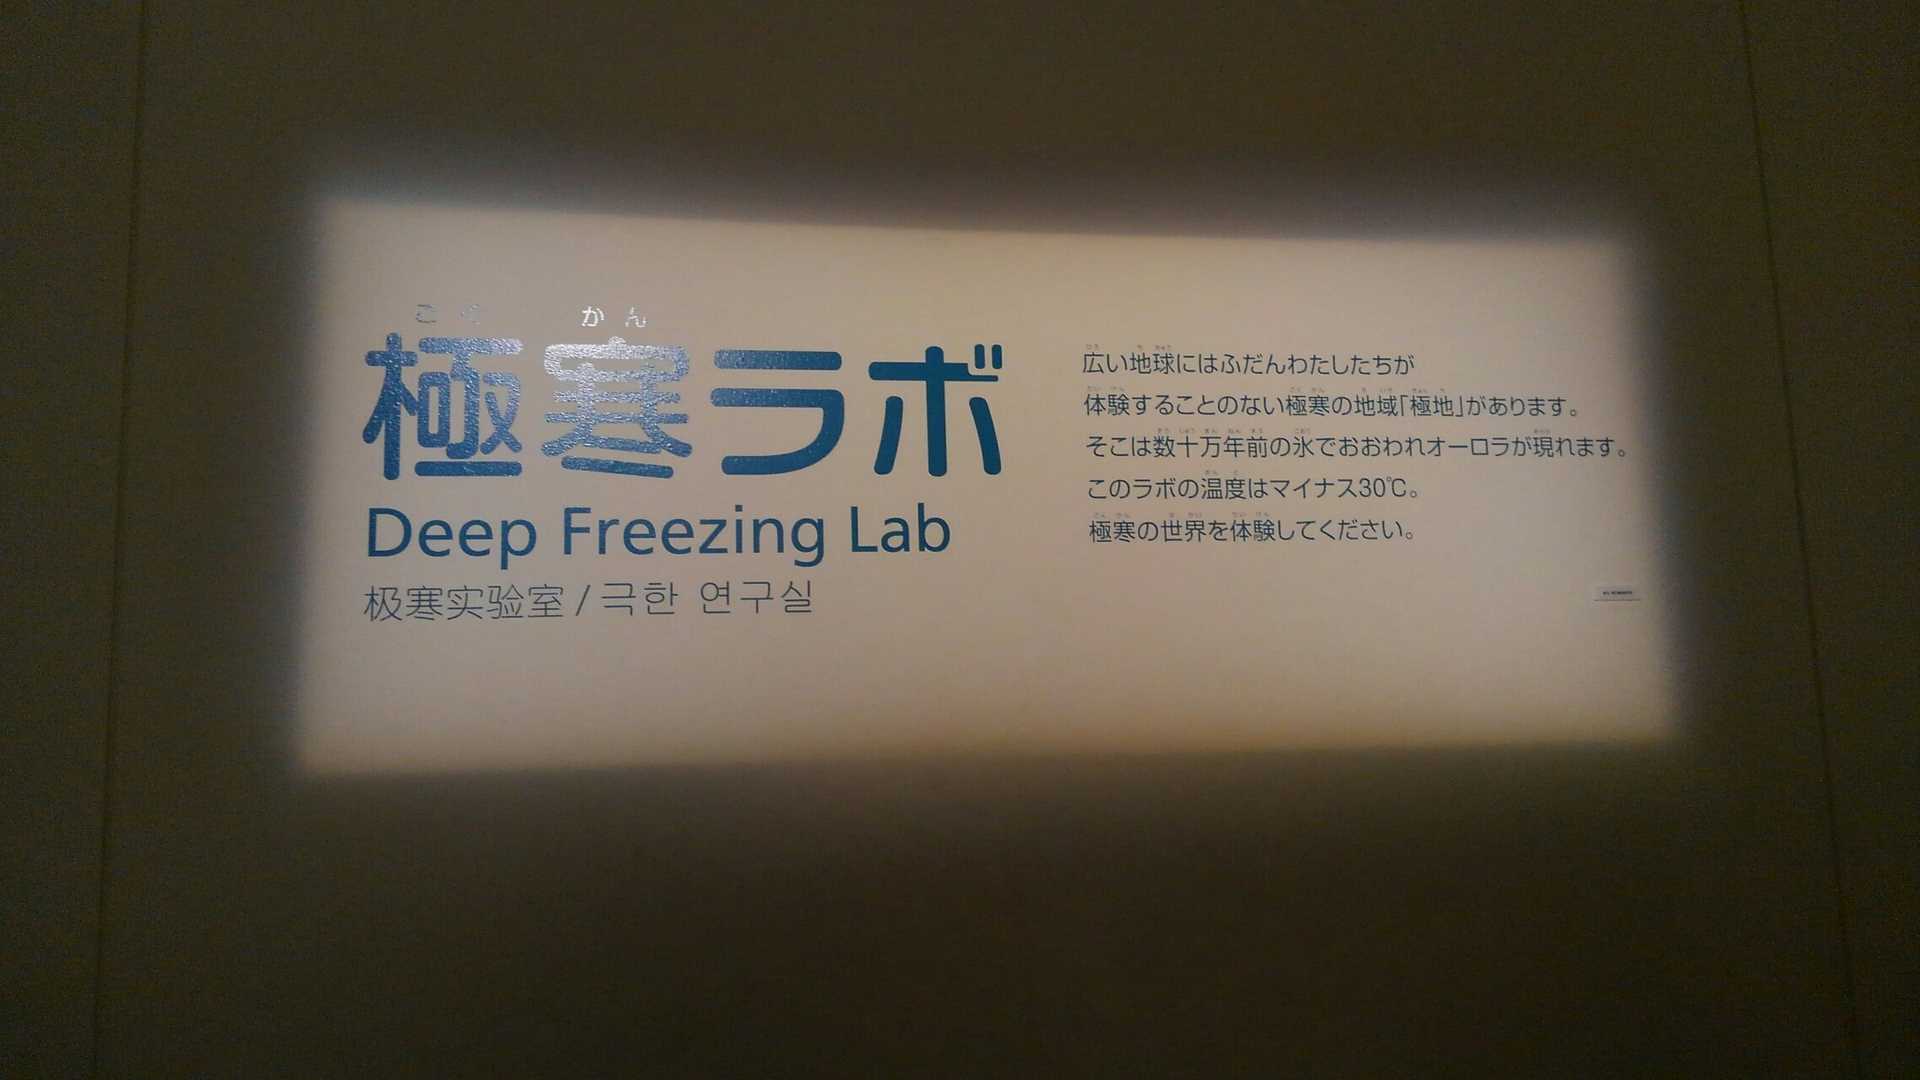 こくかん
極寒ラボ
Deep Freezing Lab
极寒实验室/극한 연구실
広い地球にはふだんわたしたちが
体験することのない極寒の地域「極地」があります。
そこは数十万年前の氷でおおわれオーロラが現れます。
このラボの温度はマイナス30℃。
極寒の世界を体験してください。